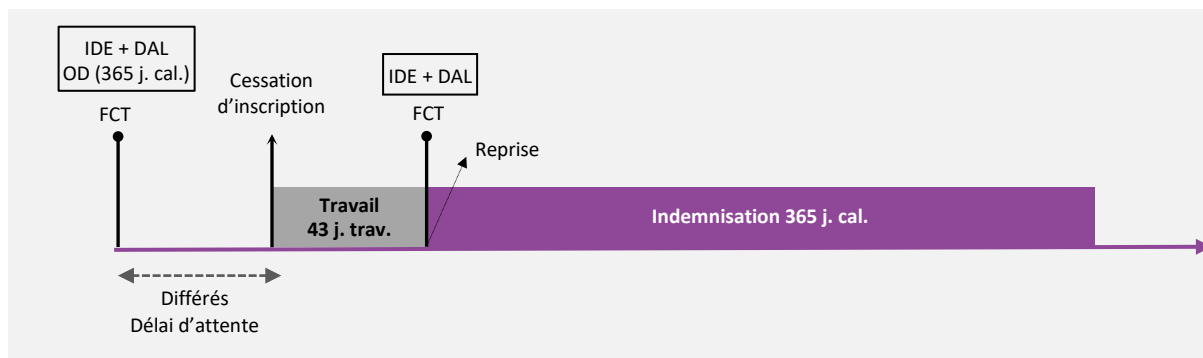 IDE + DAL
OD (365 j. cal.)
FCT
Cessation
d’inscription
IDE + DAL
FCT
Reprise
Travail
43 j. trav.
Indemnisation 365 j. cal.
Différés
Délai d’attente